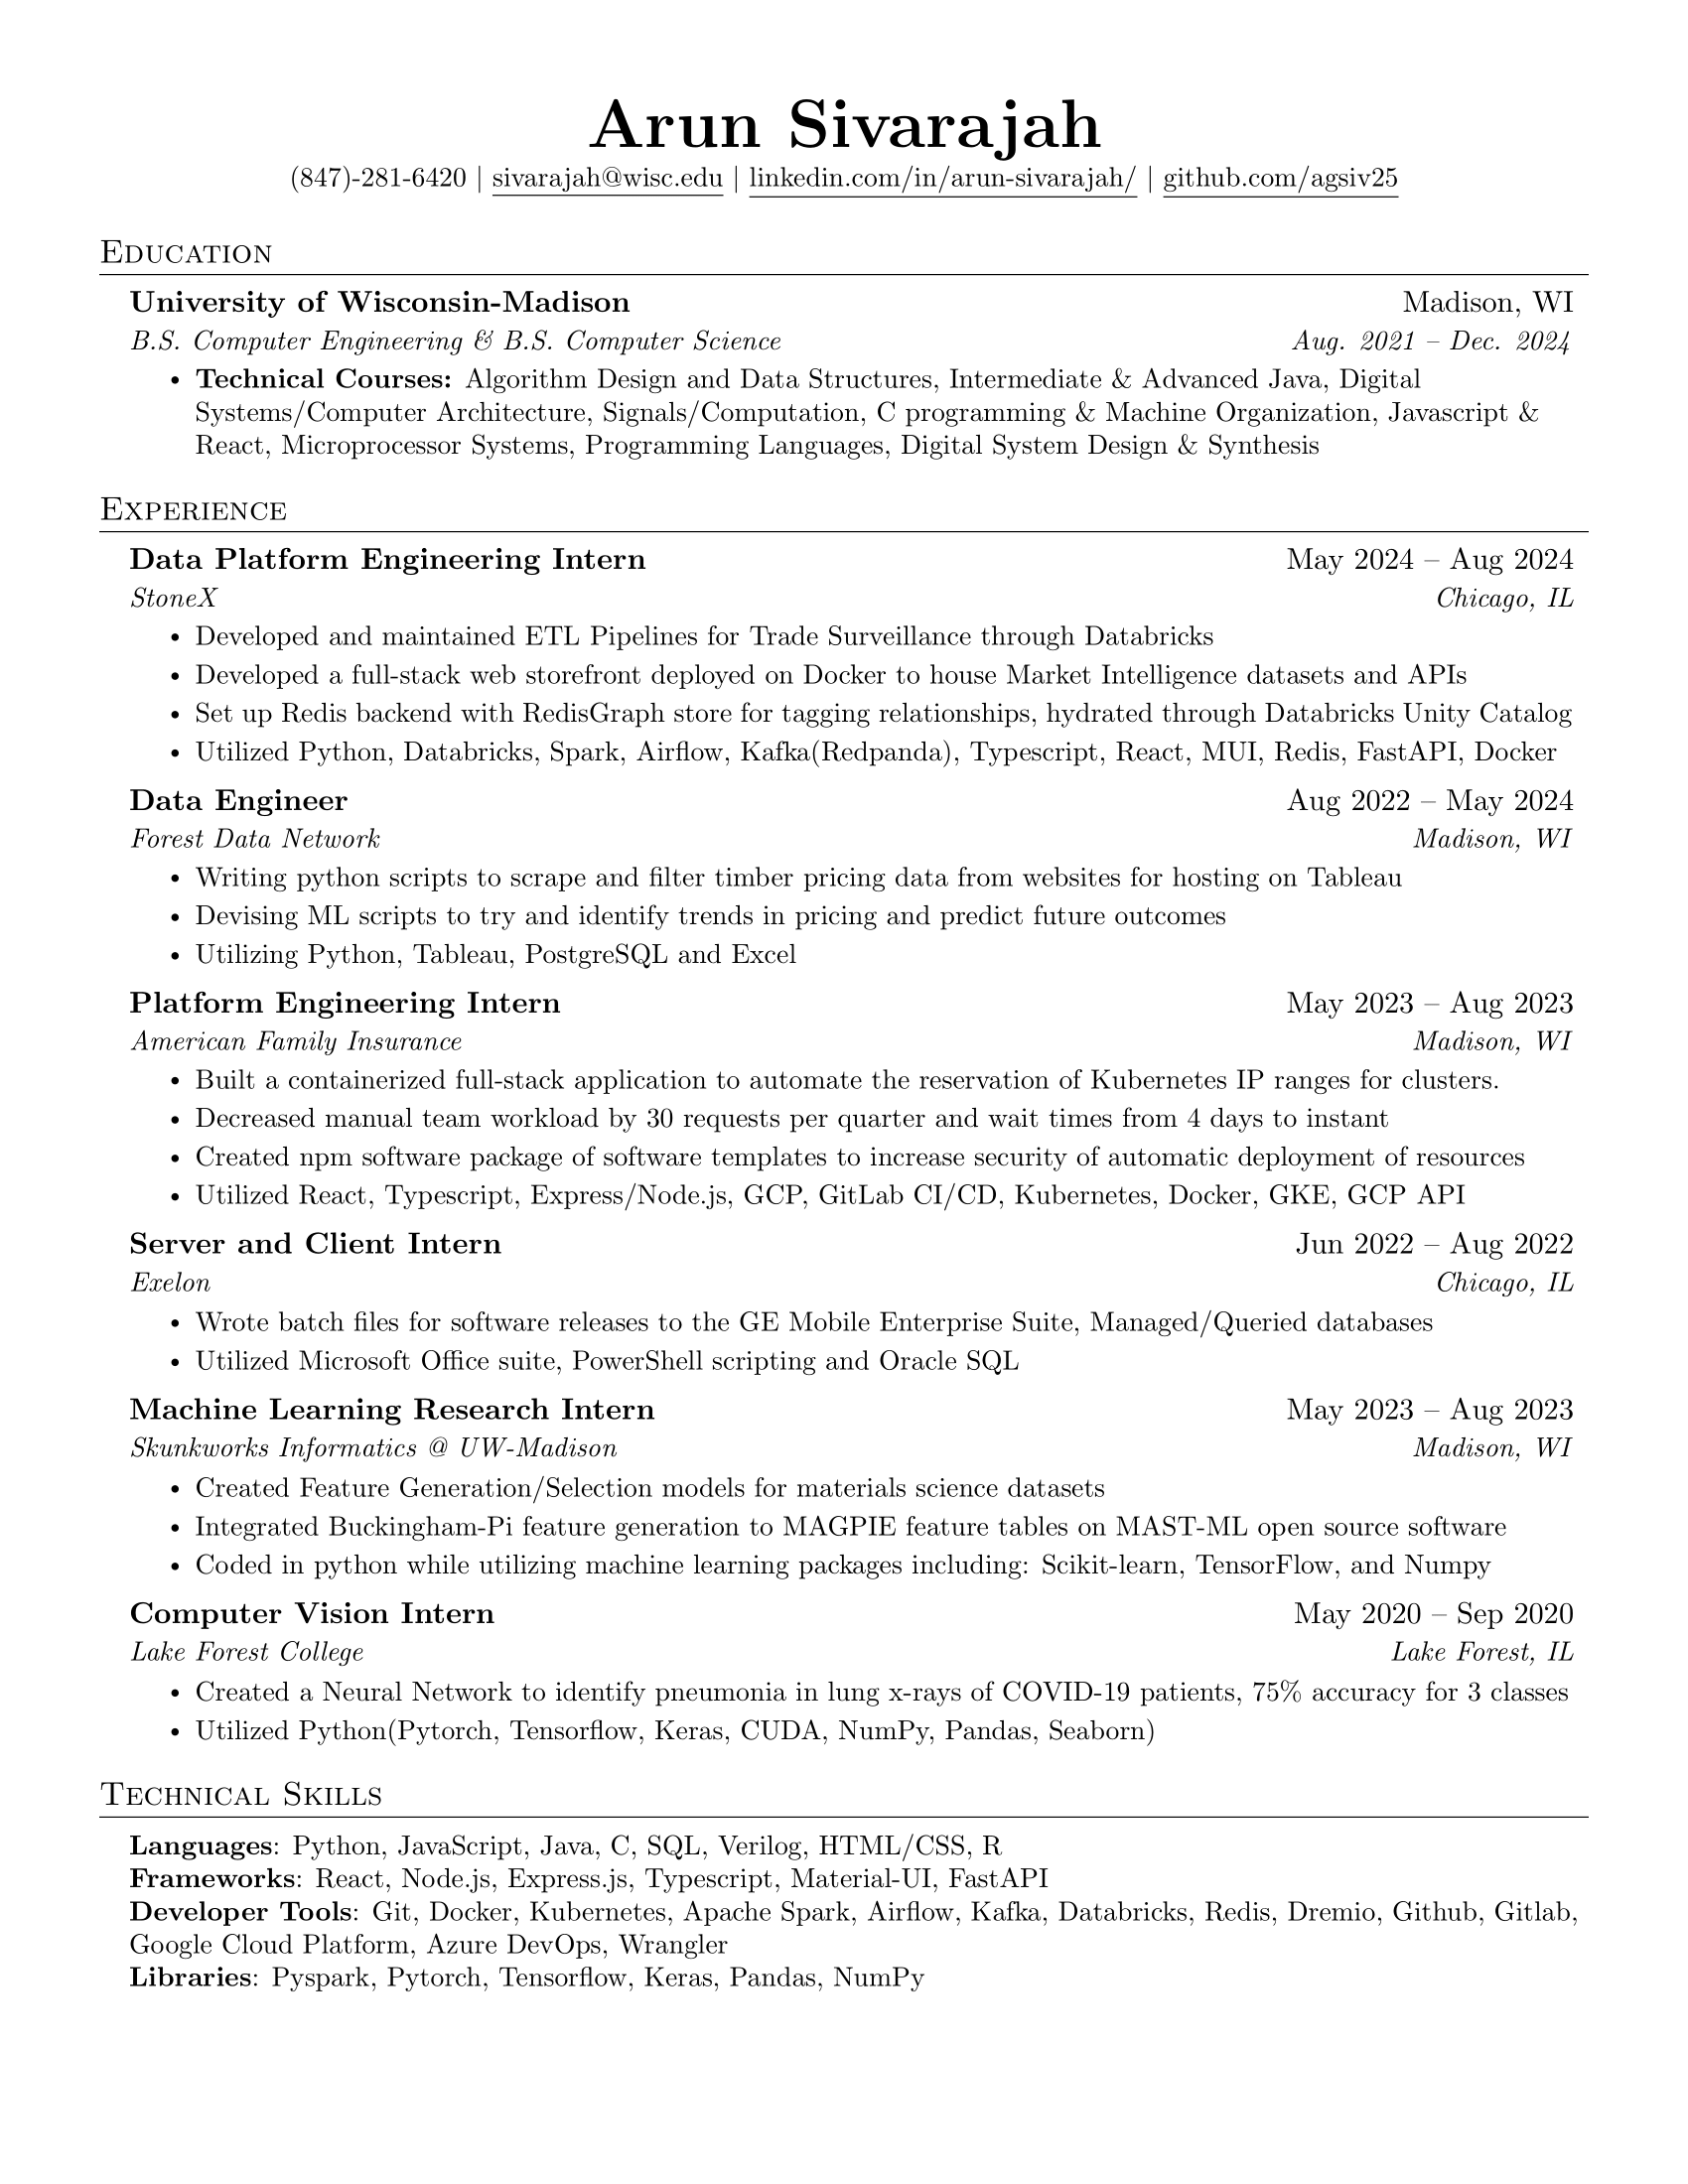 Arun Sivarajah
(847)-281-6420 | sivarajah@wisc.edu | linkedin.com/in/arun-sivarajah/ | github.com/agsiv25
Education
University of Wisconsin-Madison Madison, WI
B.S. Computer Engineering & B.S. Computer Science Aug. 2021 – Dec. 2024
• Technical Courses: Algorithm Design and Data Structures, Intermediate & Advanced Java, Digital
Systems/Computer Architecture, Signals/Computation, C programming & Machine Organization, Javascript &
React, Microprocessor Systems, Programming Languages, Digital System Design & Synthesis
Experience
Data Platform Engineering Intern May 2024 – Aug 2024
StoneX Chicago, IL
• Developed and maintained ETL Pipelines for Trade Surveillance through Databricks
• Developed a full-stack web storefront deployed on Docker to house Market Intelligence datasets and APIs
• Set up Redis backend with RedisGraph store for tagging relationships, hydrated through Databricks Unity Catalog
• Utilized Python, Databricks, Spark, Airflow, Kafka(Redpanda), Typescript, React, MUI, Redis, FastAPI, Docker
Data Engineer Aug 2022 – May 2024
Forest Data Network Madison, WI
• Writing python scripts to scrape and filter timber pricing data from websites for hosting on Tableau
• Devising ML scripts to try and identify trends in pricing and predict future outcomes
• Utilizing Python, Tableau, PostgreSQL and Excel
Platform Engineering Intern May 2023 – Aug 2023
American Family Insurance Madison, WI
• Built a containerized full-stack application to automate the reservation of Kubernetes IP ranges for clusters.
• Decreased manual team workload by 30 requests per quarter and wait times from 4 days to instant
• Created npm software package of software templates to increase security of automatic deployment of resources
• Utilized React, Typescript, Express/Node.js, GCP, GitLab CI/CD, Kubernetes, Docker, GKE, GCP API
Server and Client Intern Jun 2022 – Aug 2022
Exelon Chicago, IL
• Wrote batch files for software releases to the GE Mobile Enterprise Suite, Managed/Queried databases
• Utilized Microsoft Office suite, PowerShell scripting and Oracle SQL
Machine Learning Research Intern May 2023 – Aug 2023
Skunkworks Informatics @ UW-Madison Madison, WI
• Created Feature Generation/Selection models for materials science datasets
• Integrated Buckingham-Pi feature generation to MAGPIE feature tables on MAST-ML open source software
• Coded in python while utilizing machine learning packages including: Scikit-learn, TensorFlow, and Numpy
Computer Vision Intern May 2020 – Sep 2020
Lake Forest College Lake Forest, IL
• Created a Neural Network to identify pneumonia in lung x-rays of COVID-19 patients, 75% accuracy for 3 classes
• Utilized Python(Pytorch, Tensorflow, Keras, CUDA, NumPy, Pandas, Seaborn)
Technical Skills
Languages: Python, JavaScript, Java, C, SQL, Verilog, HTML/CSS, R
Frameworks: React, Node.js, Express.js, Typescript, Material-UI, FastAPI
Developer Tools: Git, Docker, Kubernetes, Apache Spark, Airflow, Kafka, Databricks, Redis, Dremio, Github, Gitlab,
Google Cloud Platform, Azure DevOps, Wrangler
Libraries: Pyspark, Pytorch, Tensorflow, Keras, Pandas, NumPy